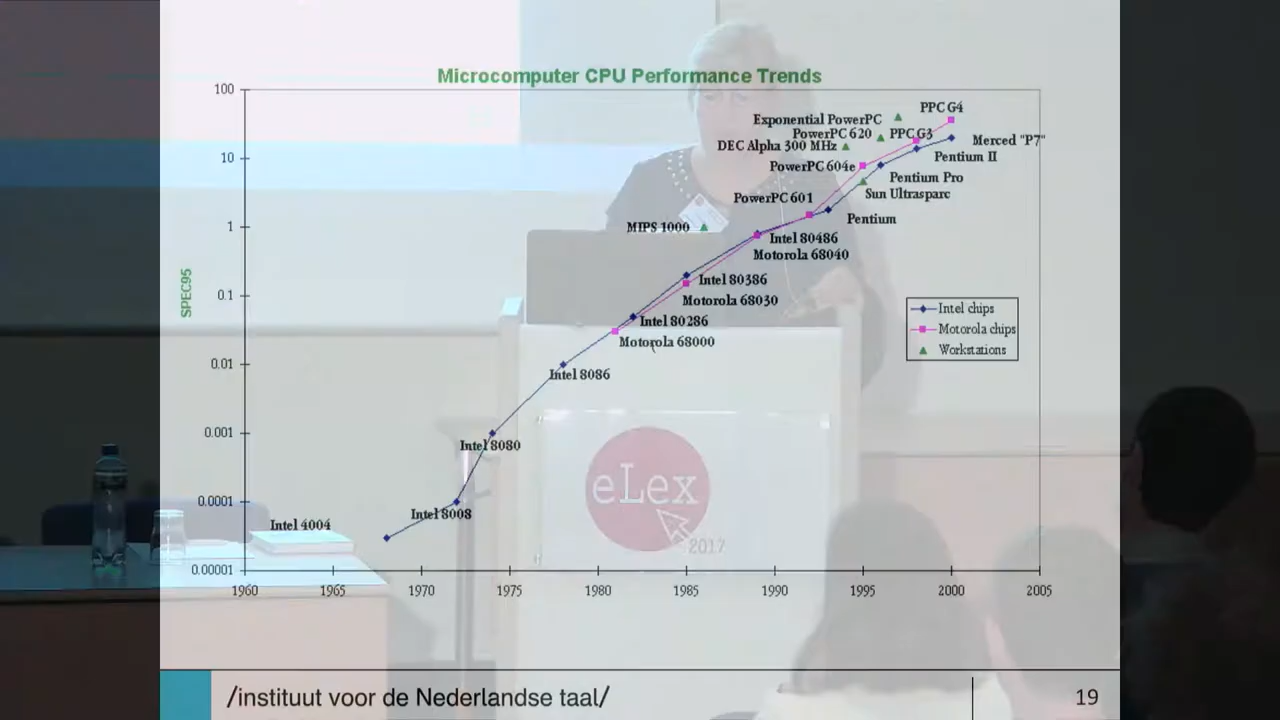 Microcomputer CPU Performance Trends
100
10
1
0.1
0.01
0.001
0.0001
0.00001
SPEC95
1960 1965 1970 1975 1980 1985 1990 1995 2000 2005
PPC G4
Exponential PowerPC
PowerPC 620
PPC G3
DEC Alpha 300 MHz
Merced "P7"
Pentium II
PowerPC 604e
Pentium Pro
Sun Ultrasparc
PowerPC 601
Pentium
MIPS 1000
Intel 80486
Motorola 68040
Intel 80386
Motorola 68030
Intel 80286
Motorola 68000
Intel 8086
Intel 8080
Intel 8008
Intel 4004
Intel chips
Motorola chips
Workstations
eLex
2017
/instituut voor de Nederlandse taal/
19